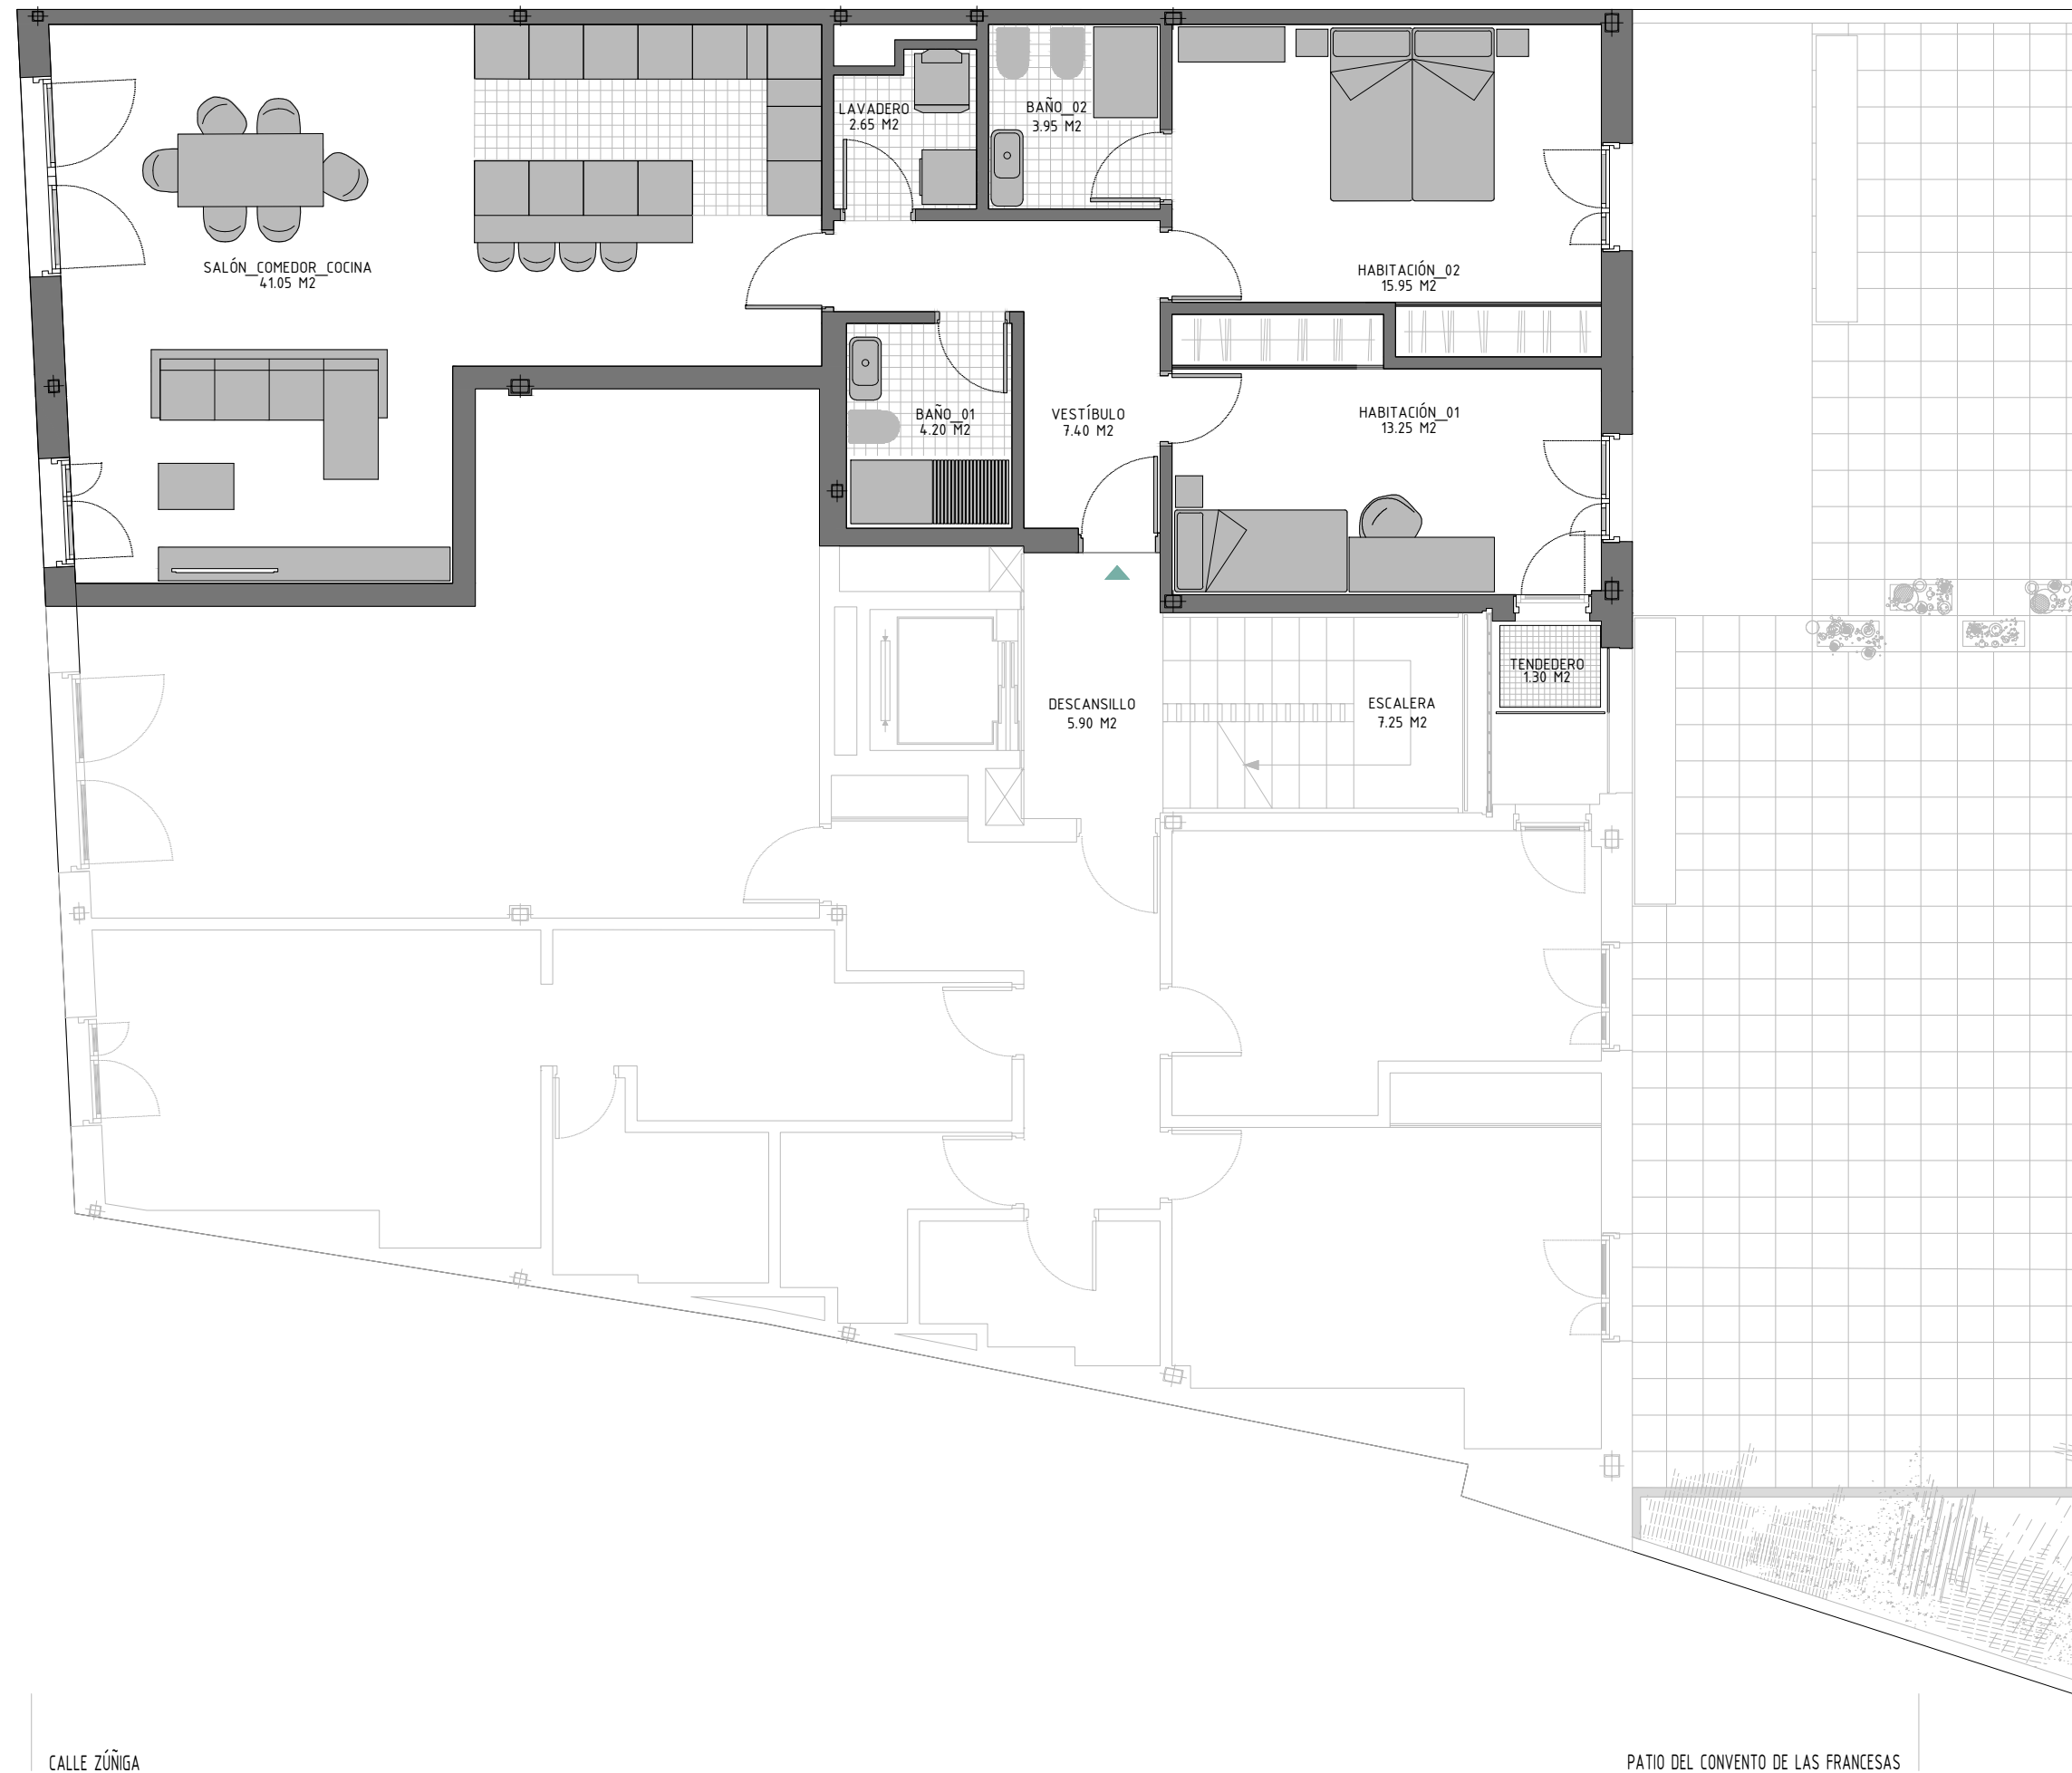 LAVADERO
2.65 M2
BAÑO_02
3.95 M2
SALÓN_COMEDOR_COCINA
41.05 M2
HABITACIÓN_02
15.95 M2
BAÑO_01
4.20 M2
VESTÍBULO
7.40 M2
HABITACIÓN_01
13.25 M2
TENDEDERO
1.30 M2
DESCANSILLO
5.90 M2
ESCALERA
7.25 M2
CALLE ZÚÑIGA
PATIO DEL CONVENTO DE LAS FRANCESAS